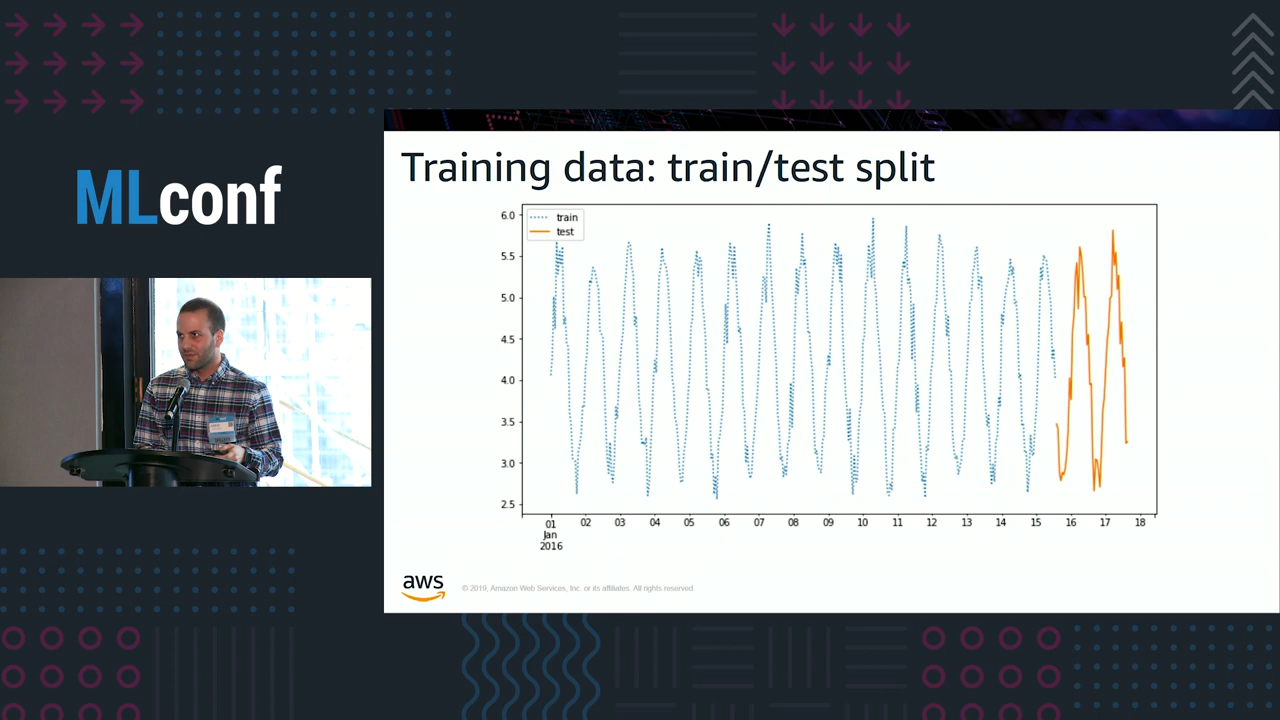 MLconf
Training data: train/test split
train
test
6.0
5.5
5.0
4.5
4.0
3.5
3.0
2.5
01 02 03 04 05 06 07 08 09 10 11 12 13 14 15 16 17 18
Jan
2016
aws
© 2019, Amazon Web Services, Inc. or its affiliates. All rights reserved.